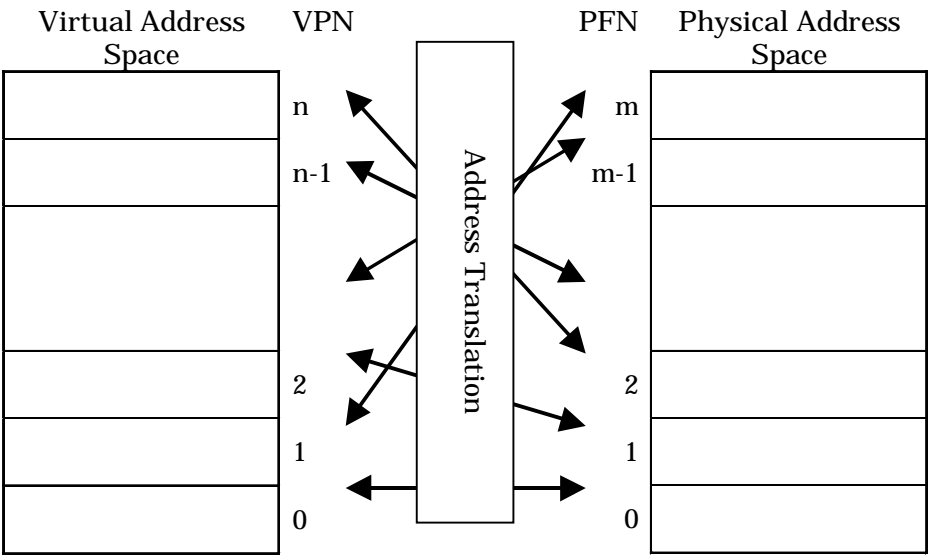 Virtual Address Space
VPN
PFN
Physical Address Space
n
n-1
2
1
0
Address Translation
m
m-1
2
1
0